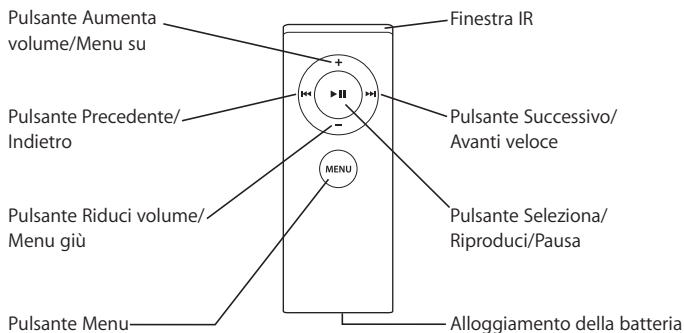 Pulsante Aumenta
volume/Menu su
Finestra IR
Pulsante Precedente/
Indietro
Pulsante Successivo/
Avanti veloce
MENU
Pulsante Riduci volume/
Menu giù
Pulsante Seleziona/
Riproduci/Pausa
Pulsante Menu
Alloggiamento della batteria